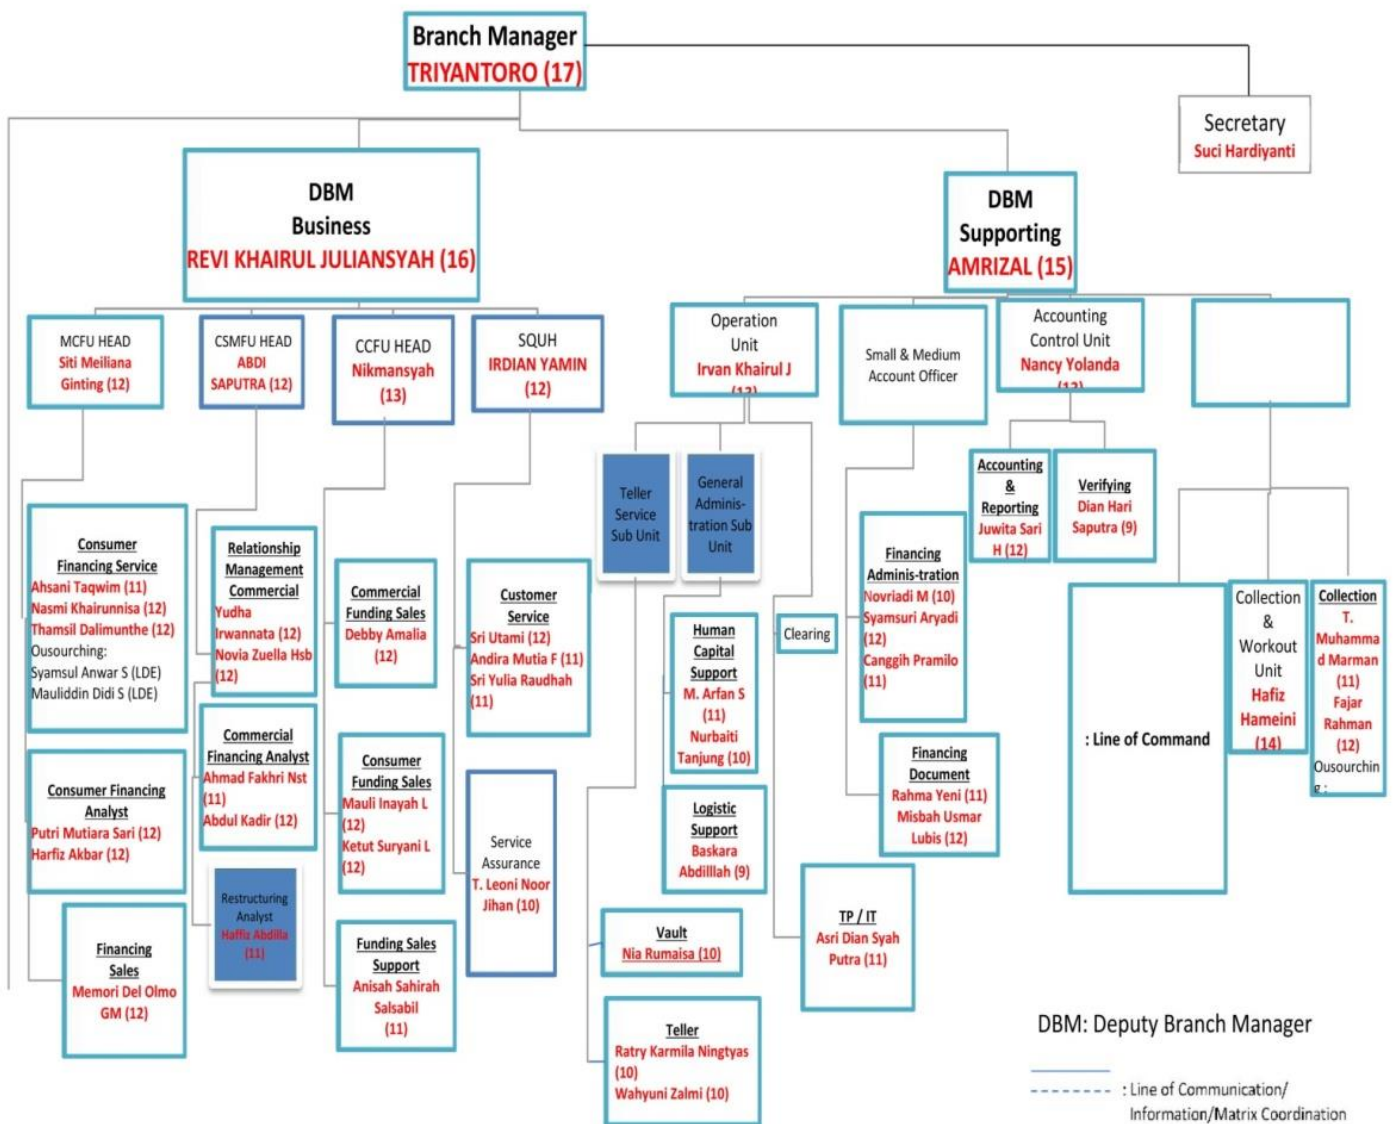 Branch Manager
TRIYANTORO (17)
Secretary
Suci Hardiyanti
DBM
Business
REVI KHAIRUL JULIANSYAH (16)
DBM
Supporting
AMRIZAL (15)
MCFU HEAD
Siti Meiliana
Ginting (12)
CSMFU HEAD
ABDI
SAPUTRA (12)
CCFU HEAD
Nikmansyah
(13)
SQUH
IRDIAN YAMIN
(12)
Operation
Unit
Irvan Khairul J
Small & Medium
Account Officer
Accounting
Control Unit
Nancy Yolanda
Consumer
Financing Service
Ahsani Taqwim (11)
Nasmi Khairunnisa (12)
Thamsil Dalimunthe (12)
Ousourching:
Syamsul Anwar S (LDE)
Mauliddin Didi S (LDE)
Consumer Financing
Analyst
Putri Mutiara Sari (12)
Harfiz Akbar (12)
Financing
Sales
Memori Del Olmo
GM (12)
Relationship
Management
Commercial
Yudha
Irwannata (12)
Novia Zuella Hsb
(12)
Commercial
Financing Analyst
Ahmad Fakhri Nst
(11)
Abdul Kadir (12)
Restructuring
Analyst
Haffiz Abdilla
(11)
Commercial
Funding Sales
Debby Amalia
(12)
Consumer
Funding Sales
Mauli Inayah L
(12)
Ketut Suryani L
(12)
Funding Sales
Support
Anisah Sahirah
Salsabil
(11)
Customer
Service
Sri Utami (12)
Andira Mutia F (11)
Sri Yulia Raudhah
(11)
Service
Assurance
T. Leoni Noor
Jihan (10)
Teller
Service
Sub Unit
General
Adminis-
tration Sub
Unit
Human
Capital
Support
M. Arfan S
(11)
Nurbaiti
Tanjung (10)
Logistic
Support
Baskara
Abdilllah (9)
Vault
Nia Rumaisa (10)
Teller
Ratry Karmila Ningtyas
(10)
Wahyuni Zalmi (10)
Clearing
TP / IT
Asri Dian Syah
Putra (11)
Financing
Adminis-tration
Novriadi M (10)
Syamsuri Aryadi
(12)
Canggih Pramilo
(11)
Financing
Document
Rahma Yeni (11)
Misbah Usmar
Lubis (12)
Accounting
&
Reporting
Juwita Sari
H (12)
Verifying
Dian Hari
Saputra (9)
: Line of Command
Collection
&
Workout
Unit
Hafiz
Hameini
(14)
Collection
T.
Muhamma
d Marman
(11)
Fajar
Rahman
(12)
Ousourchin
g :
DBM: Deputy Branch Manager
: Line of Communication/
Information/Matrix Coordination